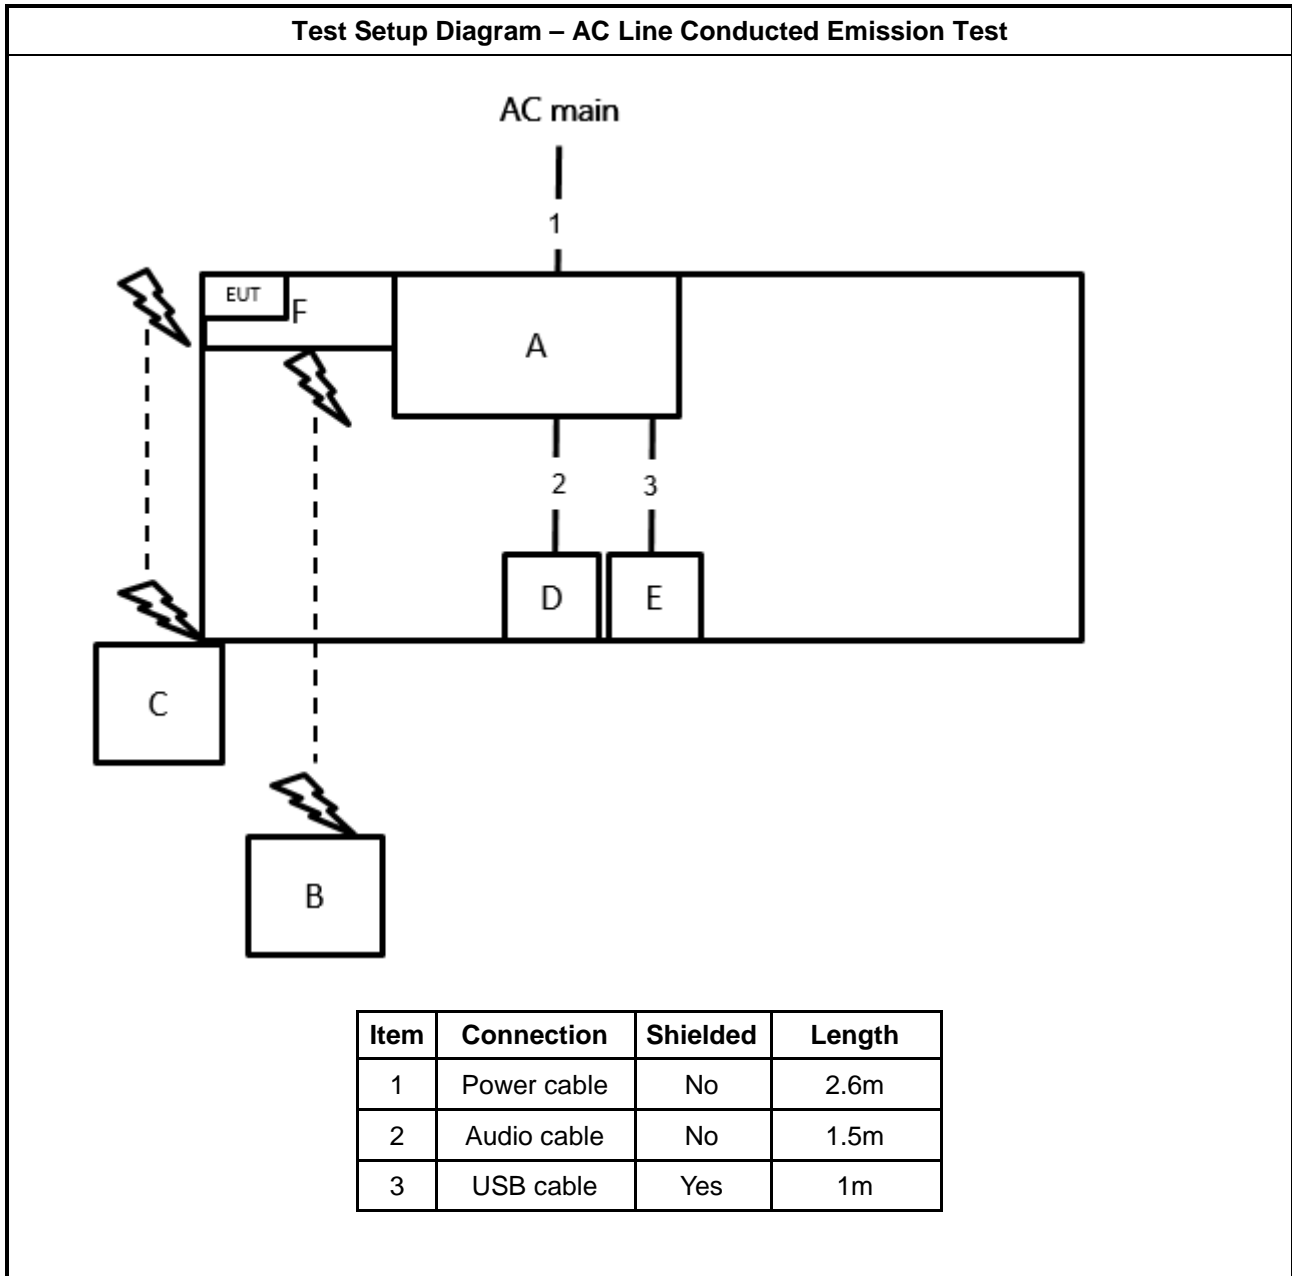 Test Setup Diagram – AC Line Conducted Emission Test
AC main
1
EUT
F
A
2 3
D E
C
B
Item Connection Shielded Length
1 Power cable No 2.6m
2 Audio cable No 1.5m
3 USB cable Yes 1m